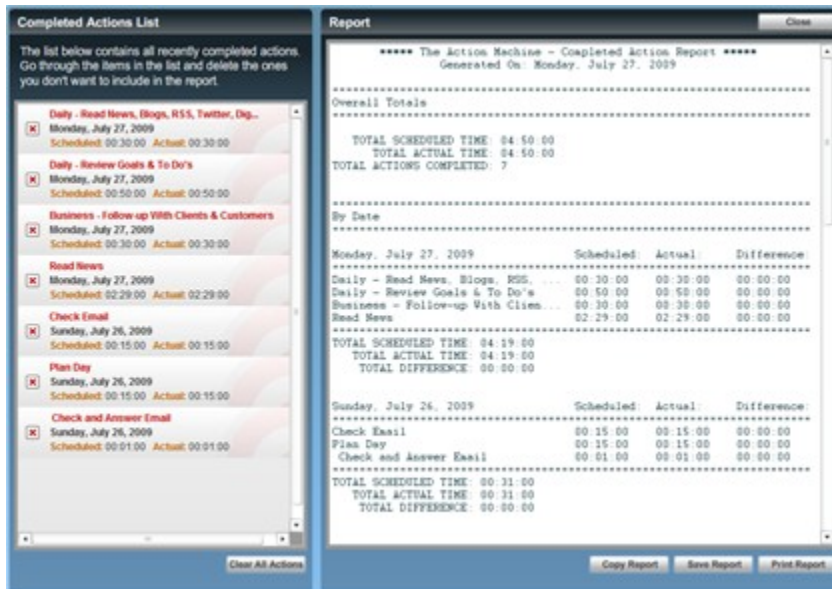 Completed Actions List
The list below contains all recently completed actions.
Go through the items in the list and delete the ones
you don't want to include in the report.
Daily - Read News, Blogs, RSS, Twitter, Dig...
Monday, July 27, 2009
Scheduled: 00:30:00 Actual: 00:30:00
Daily - Review Goals & To Do's
Monday, July 27, 2009
Scheduled: 00:50:00 Actual: 00:50:00
Business - Follow-up With Clients & Customers
Monday, July 27, 2009
Scheduled: 00:30:00 Actual: 00:30:00
Read News
Monday, July 27, 2009
Scheduled: 02:29:00 Actual: 02:29:00
Check Email
Sunday, July 26, 2009
Scheduled: 00:15:00 Actual: 00:15:00
Plan Day
Sunday, July 26, 2009
Scheduled: 00:15:00 Actual: 00:15:00
Check and Answer Email
Sunday, July 26, 2009
Scheduled: 00:01:00 Actual: 00:01:00
Clear All Actions
Report
Close
***** The Action Machine - Completed Action Report *****
Generated On: Monday, July 27, 2009
Overall Totals
TOTAL SCHEDULED TIME: 04:50:00
TOTAL ACTUAL TIME: 04:50:00
TOTAL ACTIONS COMPLETED: 7
By Date
Monday, July 27, 2009 Scheduled: Actual: Difference:
Daily - Read News, Blogs, RSS, ... 00:30:00 00:30:00 00:00:00
Daily - Review Goals & To Do's 00:50:00 00:50:00 00:00:00
Business - Follow-up With Clien... 00:30:00 00:30:00 00:00:00
Read News 02:29:00 02:29:00 00:00:00
TOTAL SCHEDULED TIME: 04:19:00
TOTAL ACTUAL TIME: 04:19:00
TOTAL DIFFERENCE: 00:00:00
Sunday, July 26, 2009 Scheduled: Actual: Difference:
Check Email 00:15:00 00:15:00 00:00:00
Plan Day 00:15:00 00:15:00 00:00:00
Check and Answer Email 00:01:00 00:01:00 00:00:00
TOTAL SCHEDULED TIME: 00:31:00
TOTAL ACTUAL TIME: 00:31:00
TOTAL DIFFERENCE: 00:00:00
Copy Report
Save Report
Print Report